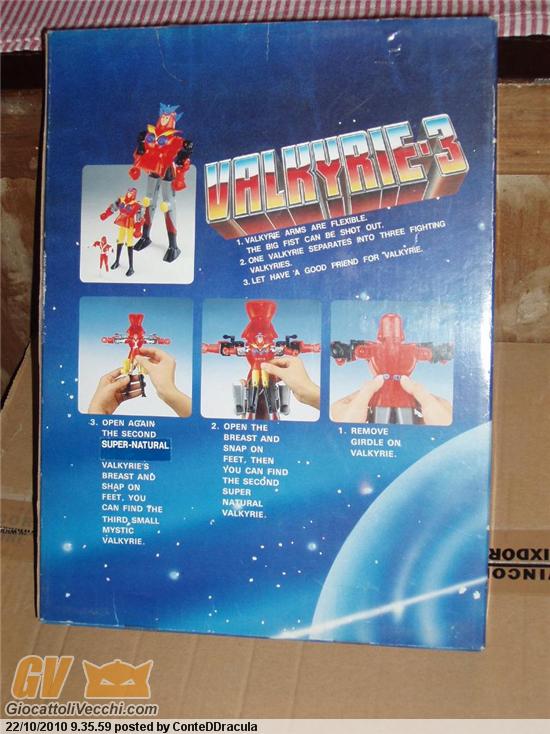 VALKYRIE·3
1. VALKYRIE ARMS ARE FLEXIBLE.
THE BIG FIST CAN BE SHOT OUT.
2. ONE VALKYRIE SEPARATES INTO THREE FIGHTING
VALKYRIES.
3. LET HAVE A GOOD FRIEND FOR VALKYRIE.
3. OPEN AGAIN
THE SECOND
SUPER-NATURAL
VALKYRIE'S
BREAST AND
SHAP ON
FEET, YOU
CAN FIND THE
THIRD SMALL
MYSTIC
VALKYRIE.
2. OPEN THE
BREAST AND
SNAP ON
FEET, THEN
YOU CAN FIND
THE SECOND
SUPER
NATURAL
VALKYRIE.
1. REMOVE
GIRDLE ON
VALKYRIE.
VINCO
IXDOR
GV
GiocattoliVecchi.com
22/10/2010 9.35.59 posted by ConteDDracula